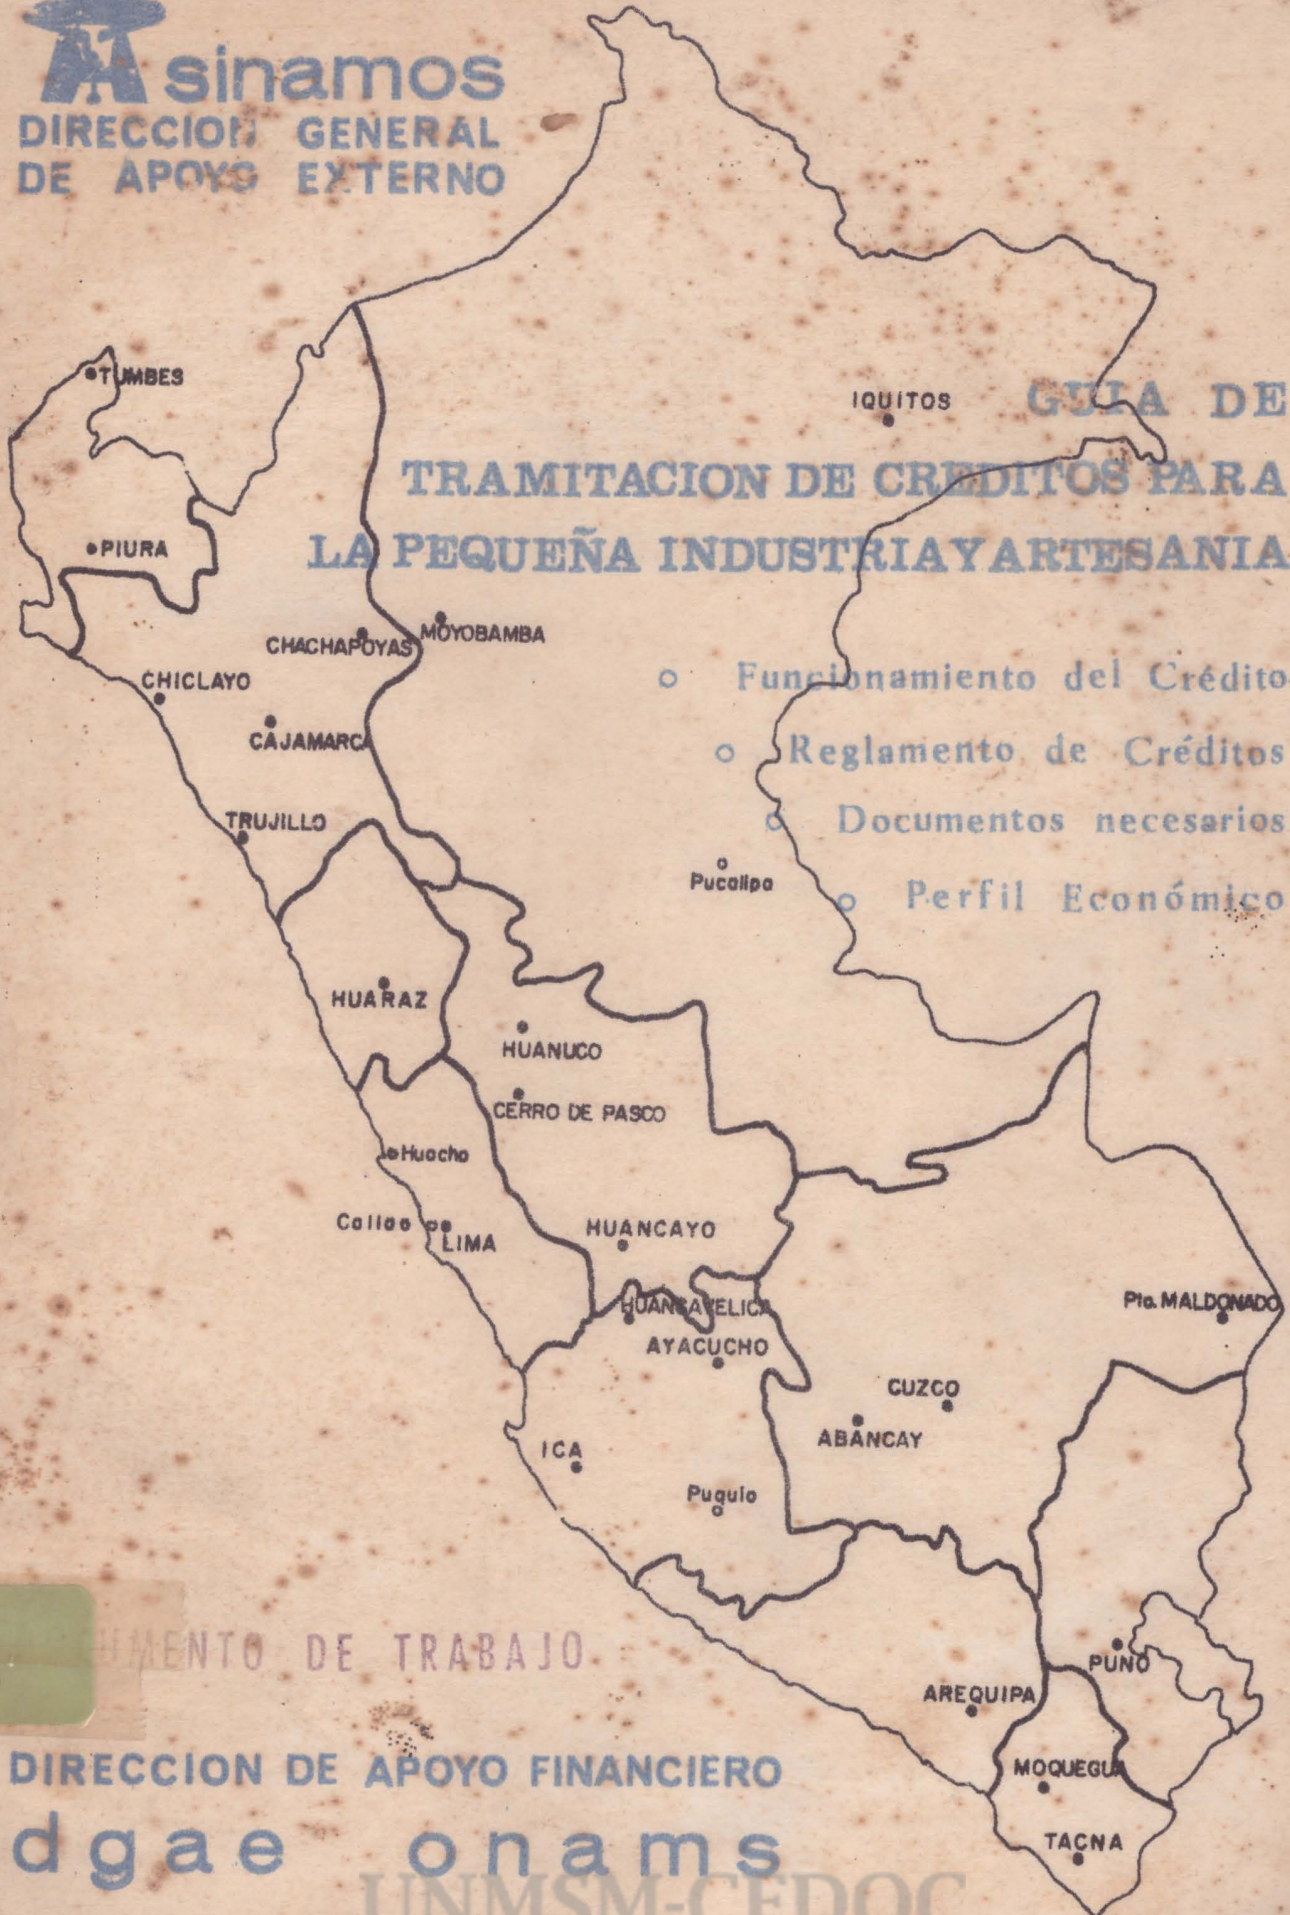 sinamos
DIRECCION GENERAL
DE APOYO EXTERNO
TUMBES
IQUITOS
GUIA DE
TRAMITACION DE CREDITOS PARA
LA PEQUEÑA INDUSTRIA Y ARTESANIA
PIURA
CHACHAPOYAS
MOYOBAMBA
o Funcionamiento del Crédito
CHICLAYO
CAJAMARCA
o Reglamento de Créditos
TRUJILLO
o Documentos necesarios
Pucallpa
o Perfil Económico
HUARAZ
HUANUCO
CERRO DE PASCO
Huacho
Callao
LIMA
HUANCAYO
HUANCAVELICA
Pto. MALDONADO
AYACUCHO
CUZCO
ABANCAY
ICA
Puquio
UMENTO DE TRABAJO
PUNO
AREQUIPA
MOQUEGUA
DIRECCION DE APOYO FINANCIERO
TACNA
dgae onams
UNMSM-CEDOC